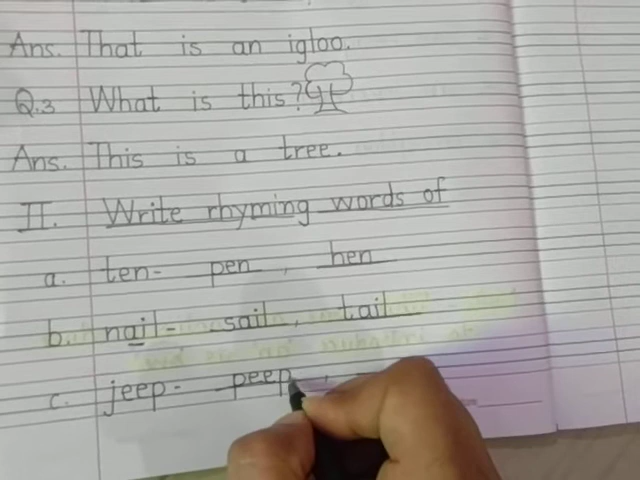 Ans. That is an igloo.
Q.3 What is this?
Ans. This is a tree.
II. Write rhyming words of
a. ten- pen, hen
b. nail- sail, tail
c. jeep- peep,